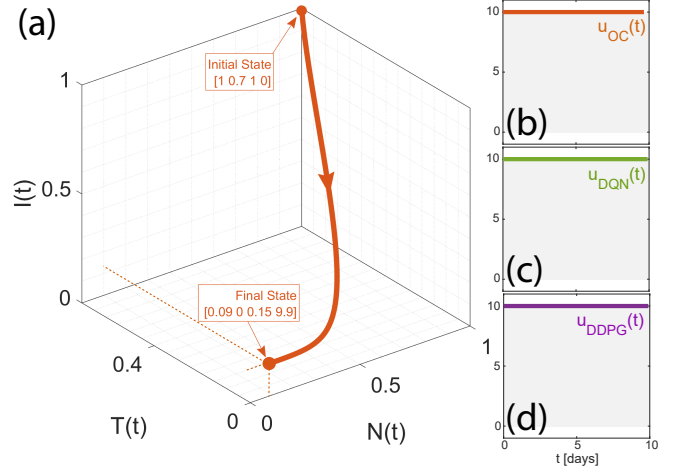 (a)
Initial State
[1 0.7 1 0]
Final State
[0.09 0 0.15 9.9]
1
0.5
0
I(t)
0.4
0
T(t)
0
0.5
1
N(t)
10
5
0
u_OC(t)
(b)
10
5
0
u_DQN(t)
(c)
10
5
0
u_DDPG(t)
(d)
0
5
10
t [days]